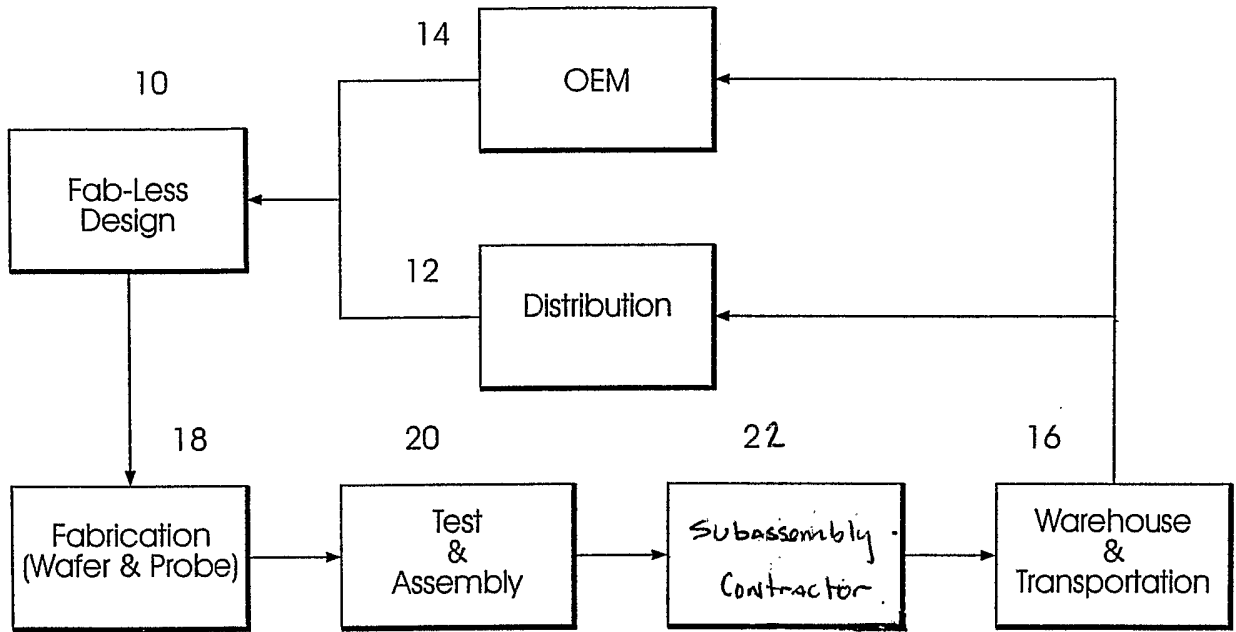 14
OEM
10
Fab-Less
Design
12
Distribution
18
Fabrication
(Wafer & Probe)
20
Test
&
Assembly
22
Subassembly
Contractor
16
Warehouse
&
Transportation